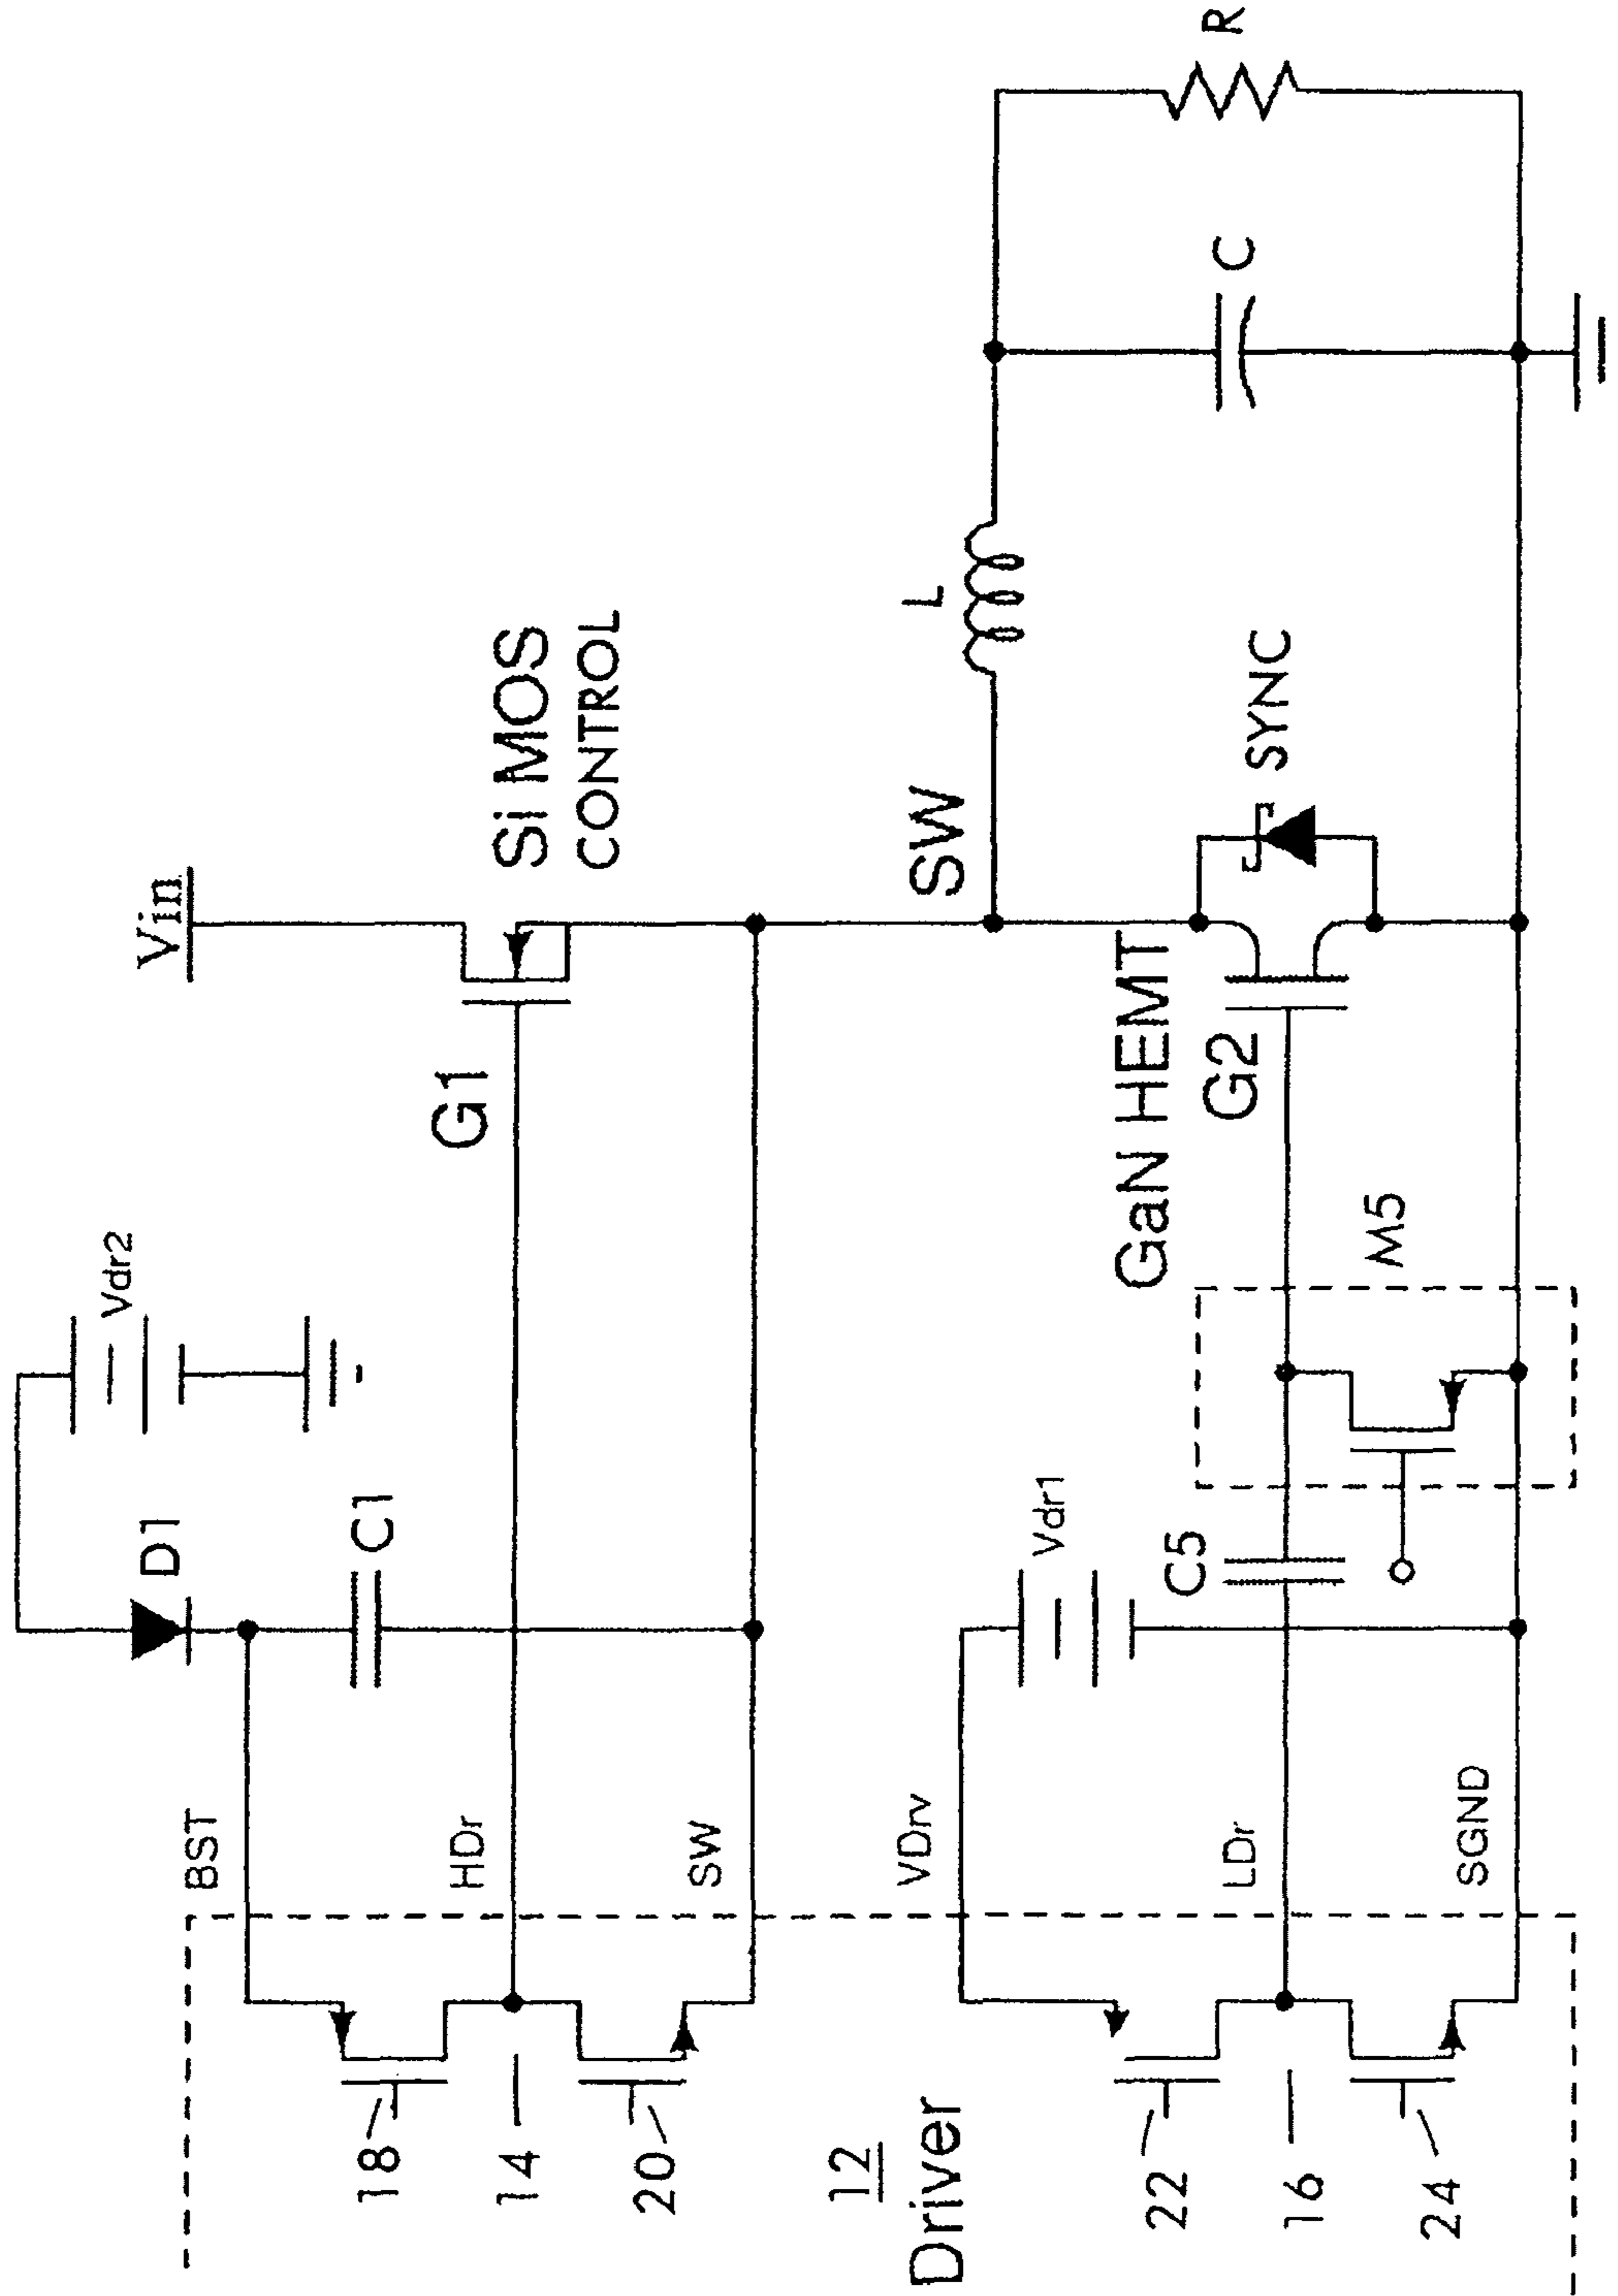 Vin
Vdr2
D1
C1
BST
HDr
SW
G1
Si MOS
CONTROL
18
14
20
12
Driver
VDrv
Vdr1
LDr
SGND
C5
M5
GaN HEMT
G2
SW
SYNC
L
C
R
22
16
24